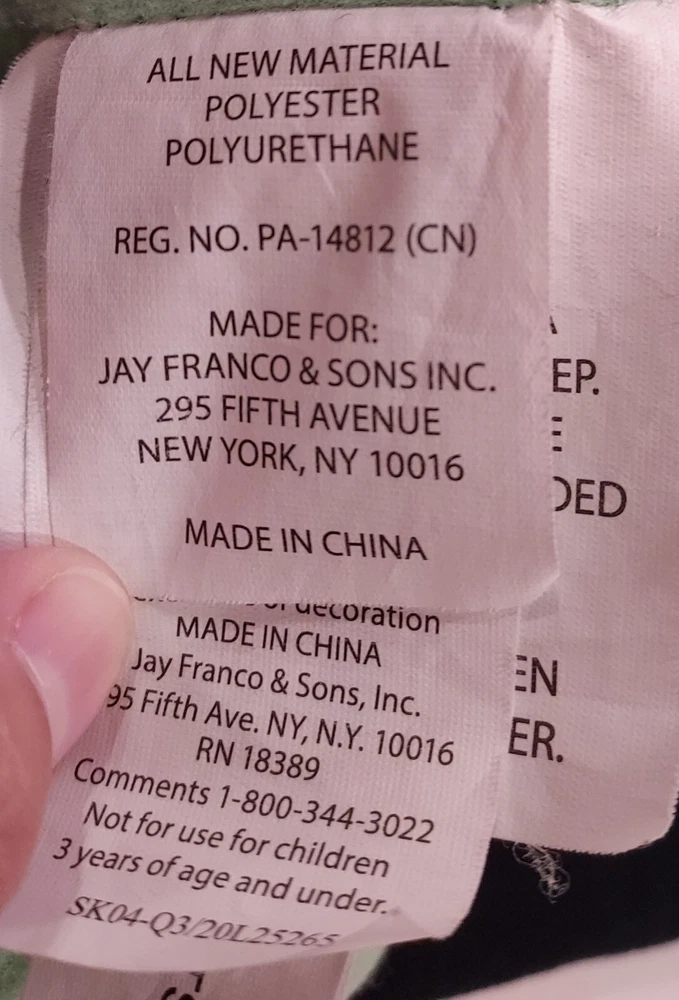 ALL NEW MATERIAL
POLYESTER
POLYURETHANE
REG. NO. PA-14812 (CN)
MADE FOR:
JAY FRANCO & SONS INC.
295 FIFTH AVENUE
NEW YORK, NY 10016
MADE IN CHINA
decoration
MADE IN CHINA
Jay Franco & Sons, Inc.
95 Fifth Ave. NY, N.Y. 10016
RN 18389
Comments 1-800-344-3022
Not for use for children
3 years of age and under.
SK04-Q3/20L25265
EP.
E
DED
EN
ER.